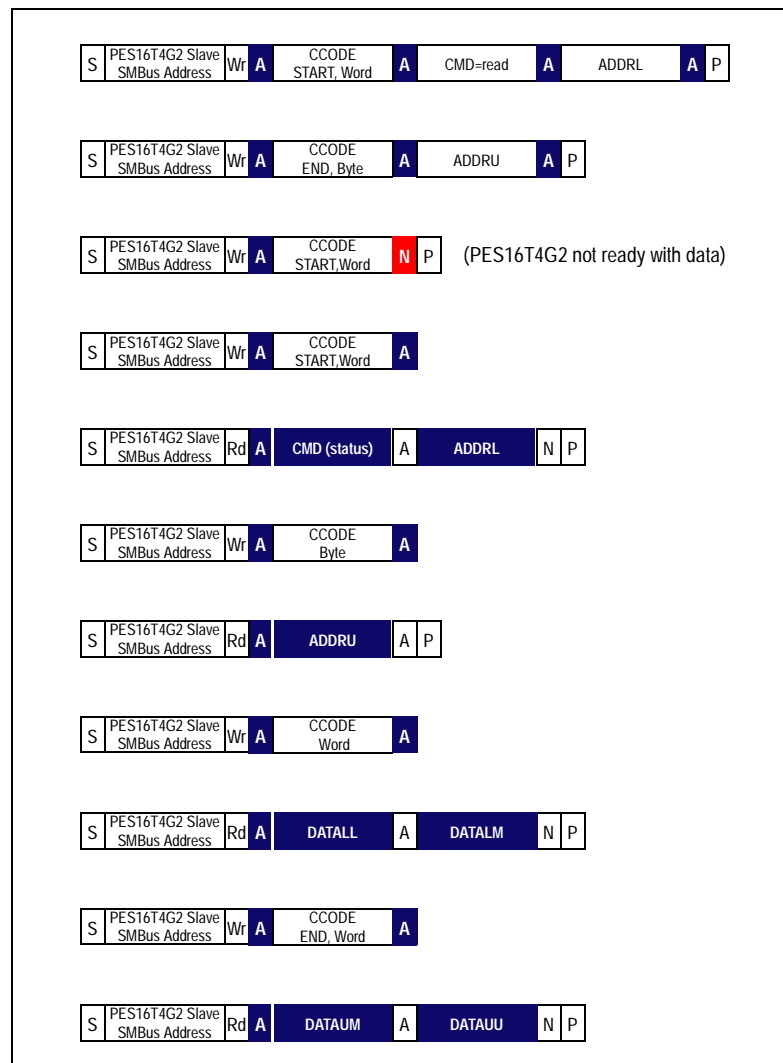 S PES16T4G2 Slave SMBus Address Wr A CCODE START, Word A CMD=read A ADDRL A P
S PES16T4G2 Slave SMBus Address Wr A CCODE END, Byte A ADDRU A P
S PES16T4G2 Slave SMBus Address Wr A CCODE START,Word N P (PES16T4G2 not ready with data)
S PES16T4G2 Slave SMBus Address Wr A CCODE START,Word A
S PES16T4G2 Slave SMBus Address Rd A CMD (status) A ADDRL N P
S PES16T4G2 Slave SMBus Address Wr A CCODE Byte A
S PES16T4G2 Slave SMBus Address Rd A ADDRU A P
S PES16T4G2 Slave SMBus Address Wr A CCODE Word A
S PES16T4G2 Slave SMBus Address Rd A DATALL A DATALM N P
S PES16T4G2 Slave SMBus Address Wr A CCODE END, Word A
S PES16T4G2 Slave SMBus Address Rd A DATAUM A DATAUU N P